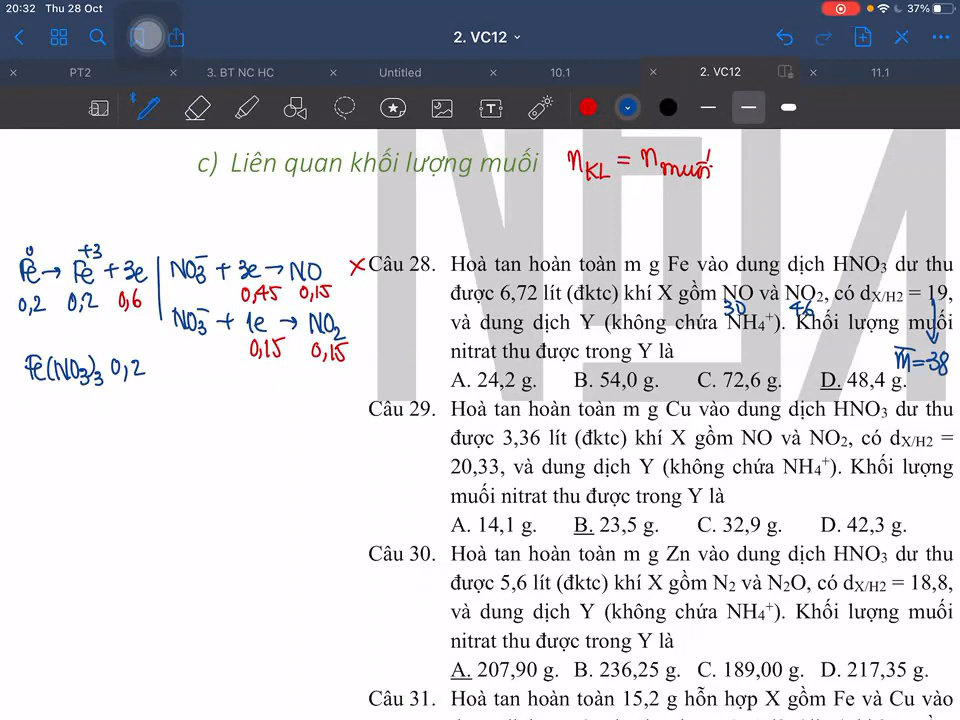 20:32 Thu 28 Oct
37%
2. VC12
PT2
3. BT NC HC
Untitled
10.1
2. VC12
11.1
c) Liên quan khối lượng muối n KL = n muối
Fe⁰ → Fe⁺³ + 3e
0,2 0,2 0,6
NO₃⁻ + 3e → NO
0,45 0,15
NO₃⁻ + 1e → NO₂
0,15 0,15
Fe(NO₃)₃ 0,2
×Câu 28. Hoà tan hoàn toàn m g Fe vào dung dịch HNO₃ dư thu
được 6,72 lít (đktc) khí X gồm NO và NO₂, có dX/H2 = 19,
30 46
và dung dịch Y (không chứa NH₄⁺). Khối lượng muối
nitrat thu được trong Y là
M̅ = 38
A. 24,2 g. B. 54,0 g. C. 72,6 g. D. 48,4 g.
Câu 29. Hoà tan hoàn toàn m g Cu vào dung dịch HNO₃ dư thu
được 3,36 lít (đktc) khí X gồm NO và NO₂, có dX/H2 =
20,33, và dung dịch Y (không chứa NH₄⁺). Khối lượng
muối nitrat thu được trong Y là
A. 14,1 g. B. 23,5 g. C. 32,9 g. D. 42,3 g.
Câu 30. Hoà tan hoàn toàn m g Zn vào dung dịch HNO₃ dư thu
được 5,6 lít (đktc) khí X gồm N₂ và N₂O, có dX/H2 = 18,8,
và dung dịch Y (không chứa NH₄⁺). Khối lượng muối
nitrat thu được trong Y là
A. 207,90 g. B. 236,25 g. C. 189,00 g. D. 217,35 g.
Câu 31. Hoà tan hoàn toàn 15,2 g hỗn hợp X gồm Fe và Cu vào